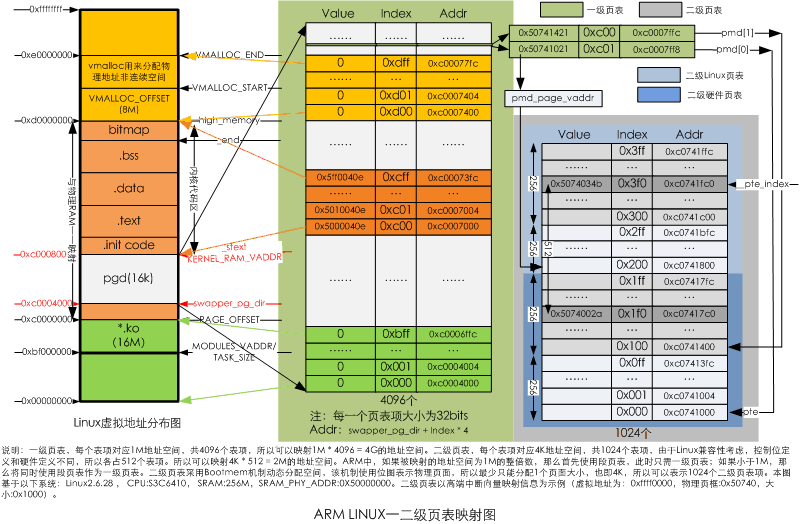 0xffffffff
0xe0000000
vmalloc用来分配物
理地址非连续空间
VMALLOC_OFFSET
(8M)
0xd0000000
bitmap
.bss
.data
.text
.init code
0xc000800
pgd(16k)
0xc0004000
0xc0000000
*.ko
(16M)
0xbf000000
0x00000000
Linux虚拟地址分布图
与物理RAM一一映射
内核代码区
VMALLOC_END
VMALLOC_START
high_memory
_end
_stext
KERNEL_RAM_VADDR
swapper_pg_dir
PAGE_OFFSET
MODULES_VADDR/
TASK_SIZE
Value Index Addr
...... ...... ......
0 0xdff 0xc00077fc
...... ... ......
0 0xd01 0xc0007404
0 0xd00 0xc0007400
...... ...... ......
0x5ff0040e 0xcff 0xc00073fc
...... ... ......
0x5010040e 0xc01 0xc0007004
0x5000040e 0xc00 0xc0007000
...... ...... ......
0 0xbff 0xc0006ffc
...... ... ......
0 0x001 0xc0004004
0 0x000 0xc0004000
4096个
注：每一个页表项大小为32bits
Addr：swapper_pg_dir + Index * 4
一级页表
二级页表
0x50741421 0xc00 0xc0007ffc
0x50741021 0xc01 0xc0007ff8
pmd[1]
pmd[0]
二级Linux页表
二级硬件页表
pmd_page_vaddr
Value Index Addr
0x3ff 0xc0741ffc
...... ... ......
0x5074034b 0x3f0 0xc0741fc0
...... ... ......
0x300 0xc0741c00
0x2ff 0xc0741bfc
...... ... ......
0x200 0xc0741800
0x1ff 0xc07417fc
...... ... ......
0x5074002a 0x1f0 0xc07417c0
...... ... ......
0x100 0xc0741400
0x0ff 0xc07413fc
...... ... ......
0x001 0xc0741004
0x000 0xc0741000
256
256
512
256
256
__pte_index
pte
1024个
说明：一级页表，每个表项对应1M地址空间，共4096个表项，所以可以映射1M * 4096 = 4G的地址空间。二级页表，每个表项对应4K地址空间，共1024个表项，由于Linux兼容性考虑，控制位定
义和硬件定义不同，所以各占512个表项。所以可以映射4K * 512 = 2M的地址空间。ARM中，如果被映射的地址空间为1M的整倍数，那么首先使用段页表，此时只需一级页表；如果小于1M，那
么将同时使用段页表作为一级页表。二级页表采用Bootmem机制动态分配空间，该机制使用位图表示物理页面，所以最少只能分配1个页面大小，也即4K，所以可以表示1024个二级页表项。本图
基于以下系统：Linux2.6.28 ， CPU:S3C6410， SRAM:256M，SRAM_PHY_ADDR:0X50000000。二级页表以高端中断向量映射信息为示例（虚拟地址为：0xffff0000，物理页框:0x50740，大
小:0x1000）。
ARM LINUX一二级页表映射图